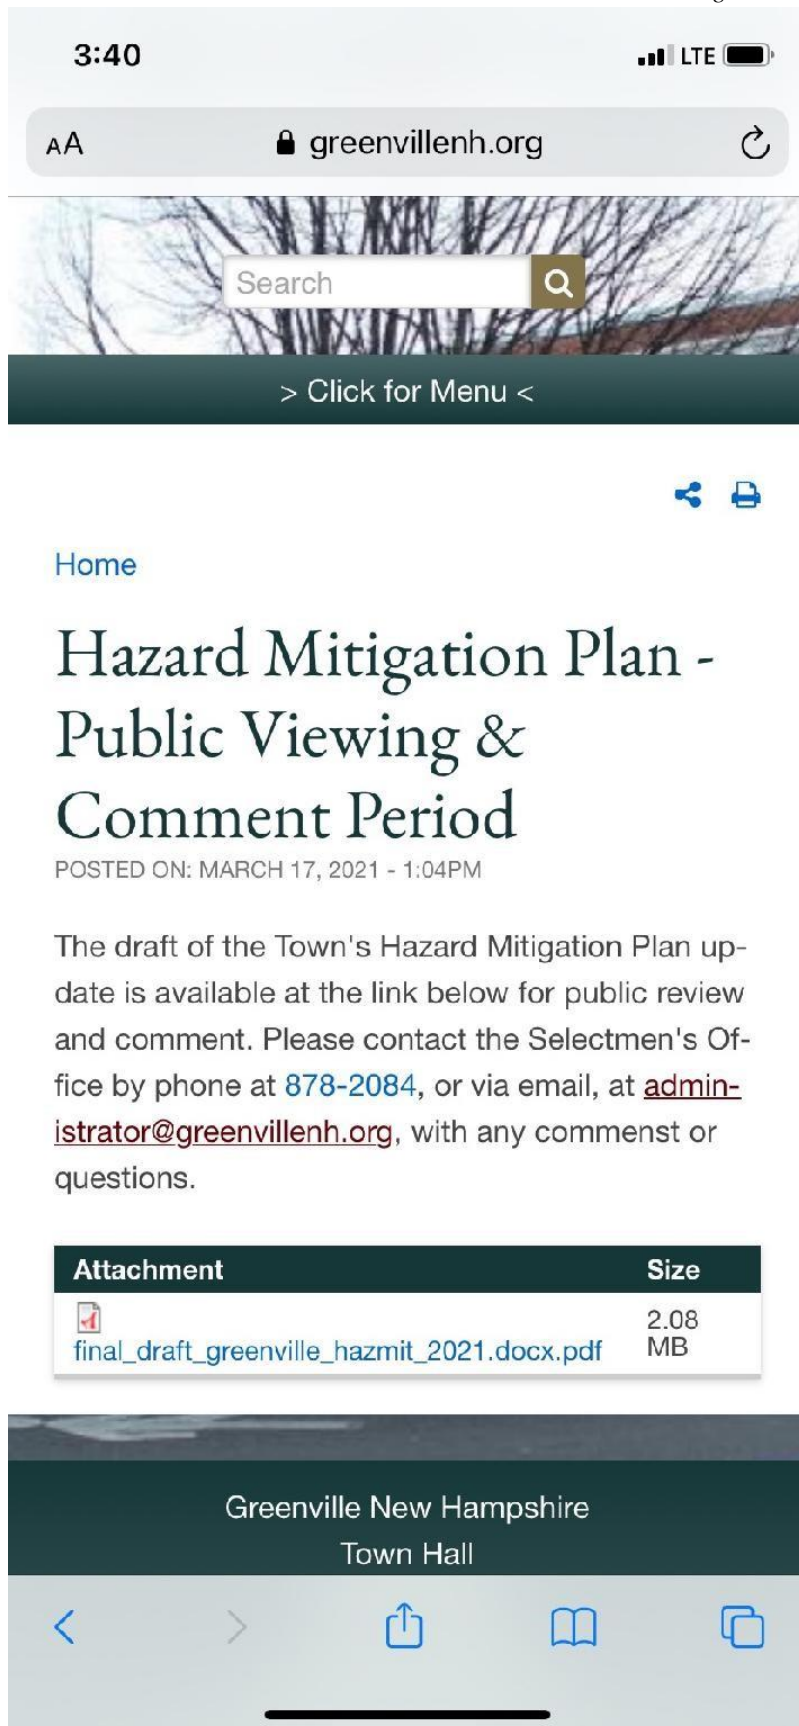 3:40
LTE
AA
greenvillenh.org
Search
> Click for Menu <
Home
Hazard Mitigation Plan -
Public Viewing &
Comment Period
POSTED ON: MARCH 17, 2021 - 1:04PM
The draft of the Town's Hazard Mitigation Plan up-
date is available at the link below for public review
and comment. Please contact the Selectmen's Of-
fice by phone at 878-2084, or via email, at admin-
istrator@greenvillenh.org, with any commenst or
questions.
Attachment Size
2.08
final_draft_greenville_hazmit_2021.docx.pdf MB
Greenville New Hampshire
Town Hall